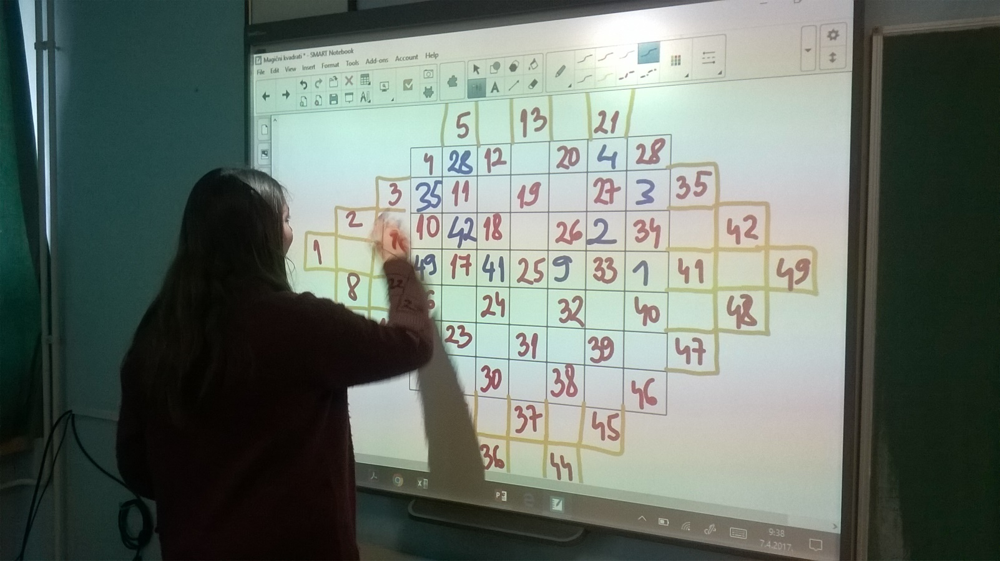 Magični kvadrati * - SMART Notebook
File Edit View Insert Format Tools Add-ons Account Help
5 13 21
4 28 12 20 4 28
3 35 11 19 27 3 35
2 10 42 18 26 2 34 42
1 49 17 41 25 9 33 1 41 49
8 24 32 40 48
23 31 39 47
30 38 46
37 45
36 44
9:38
7.4.2017.